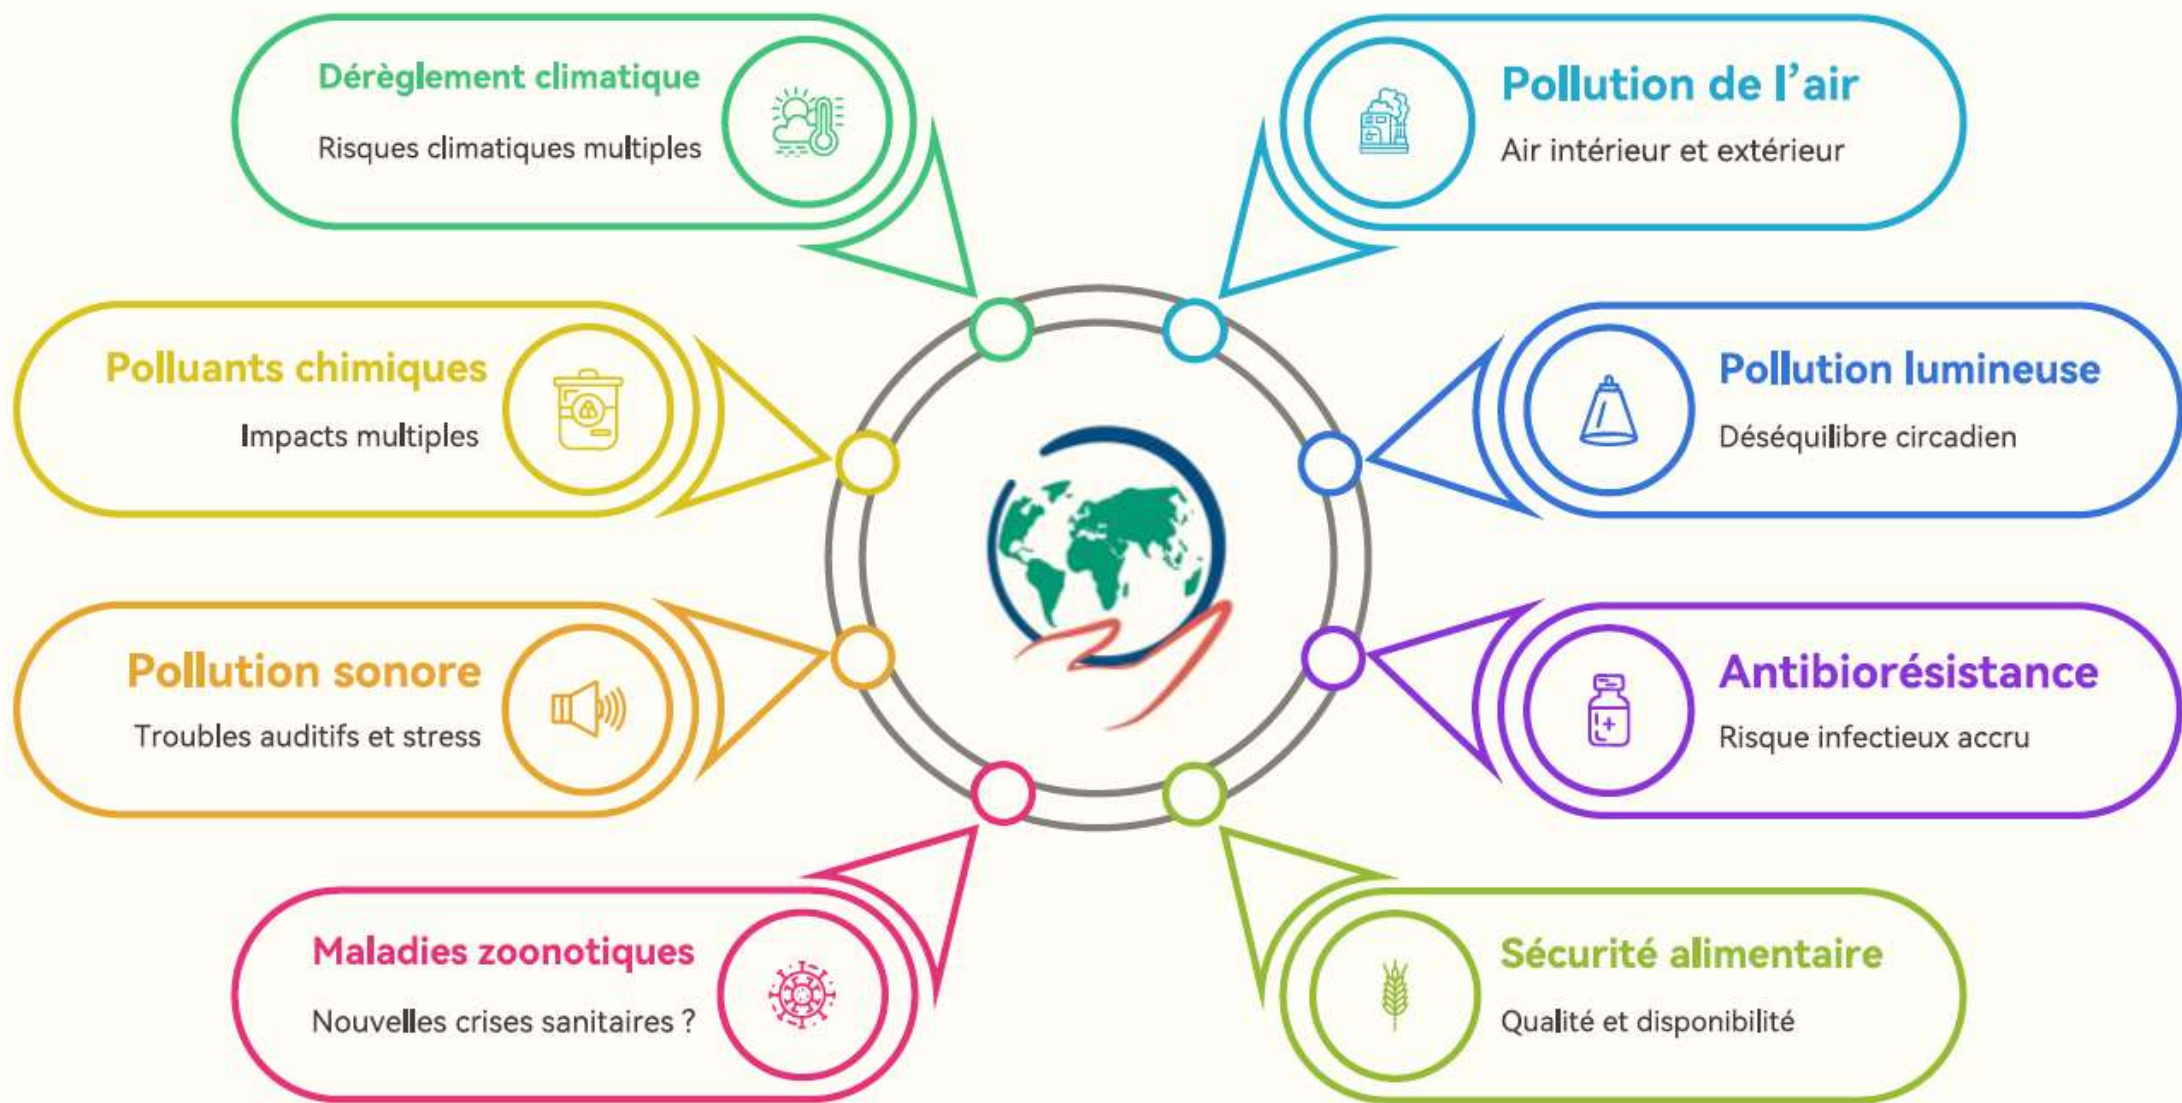 Dérèglement climatique
Risques climatiques multiples
Pollution de l’air
Air intérieur et extérieur
Polluants chimiques
Impacts multiples
Pollution lumineuse
Déséquilibre circadien
Pollution sonore
Troubles auditifs et stress
Antibiorésistance
Risque infectieux accru
Maladies zoonotiques
Nouvelles crises sanitaires ?
Sécurité alimentaire
Qualité et disponibilité